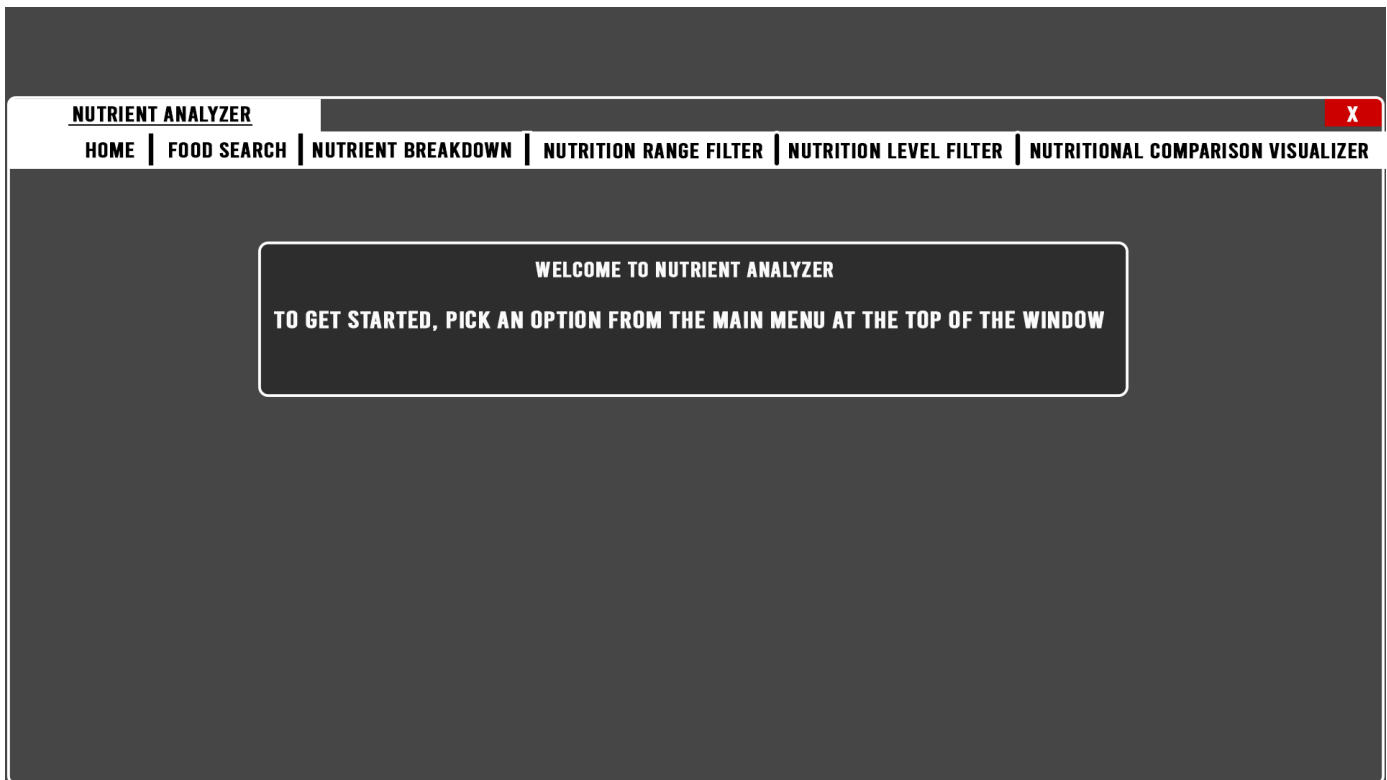 NUTRIENT ANALYZER
X
HOME | FOOD SEARCH | NUTRIENT BREAKDOWN | NUTRITION RANGE FILTER | NUTRITION LEVEL FILTER | NUTRITIONAL COMPARISON VISUALIZER
WELCOME TO NUTRIENT ANALYZER
TO GET STARTED, PICK AN OPTION FROM THE MAIN MENU AT THE TOP OF THE WINDOW